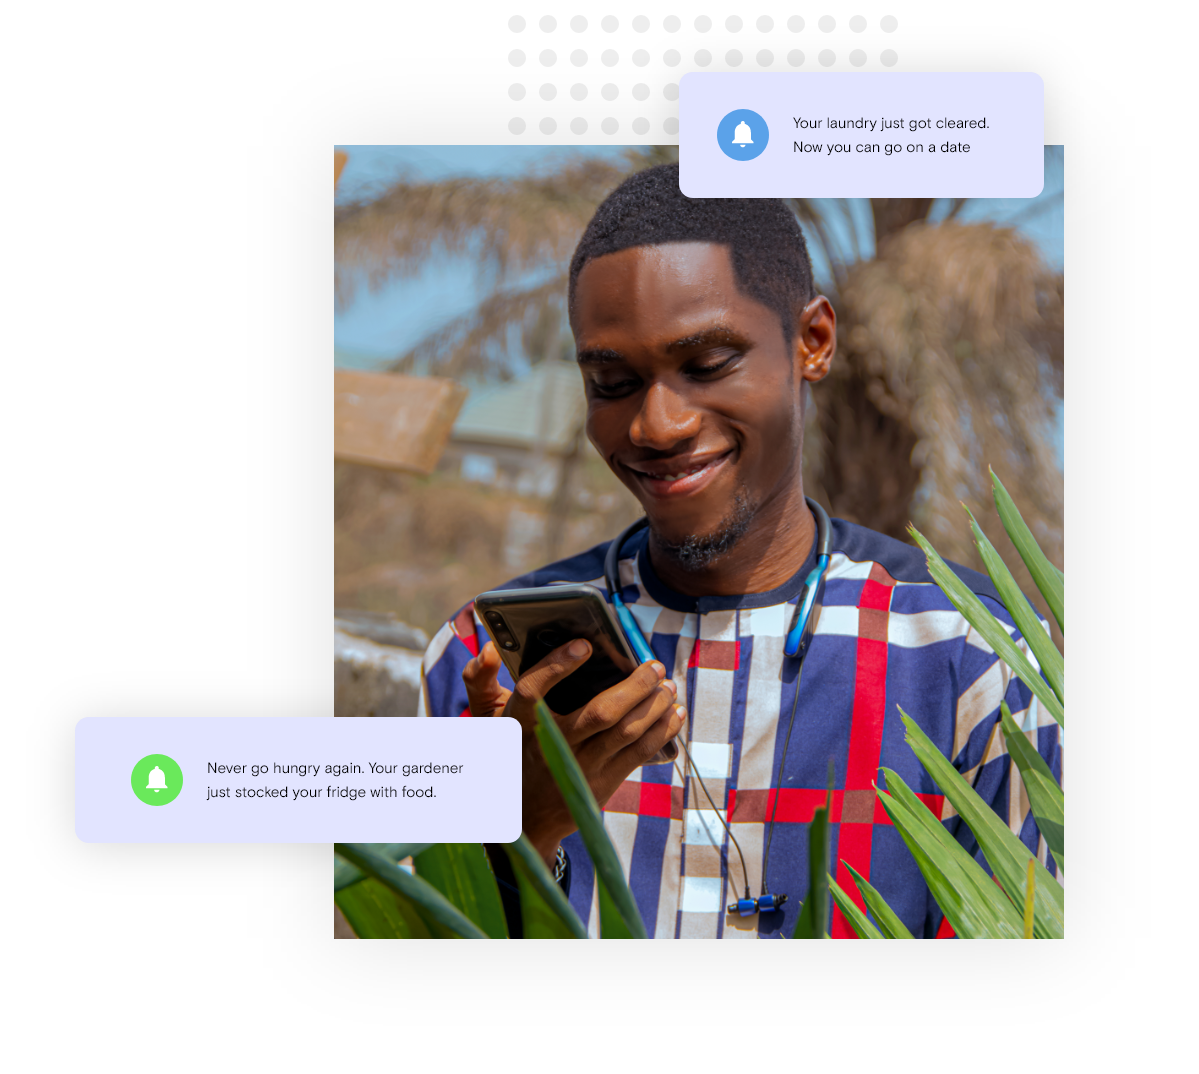 Your laundry just got cleared.
Now you can go on a date
Never go hungry again. Your gardener
just stocked your fridge with food.